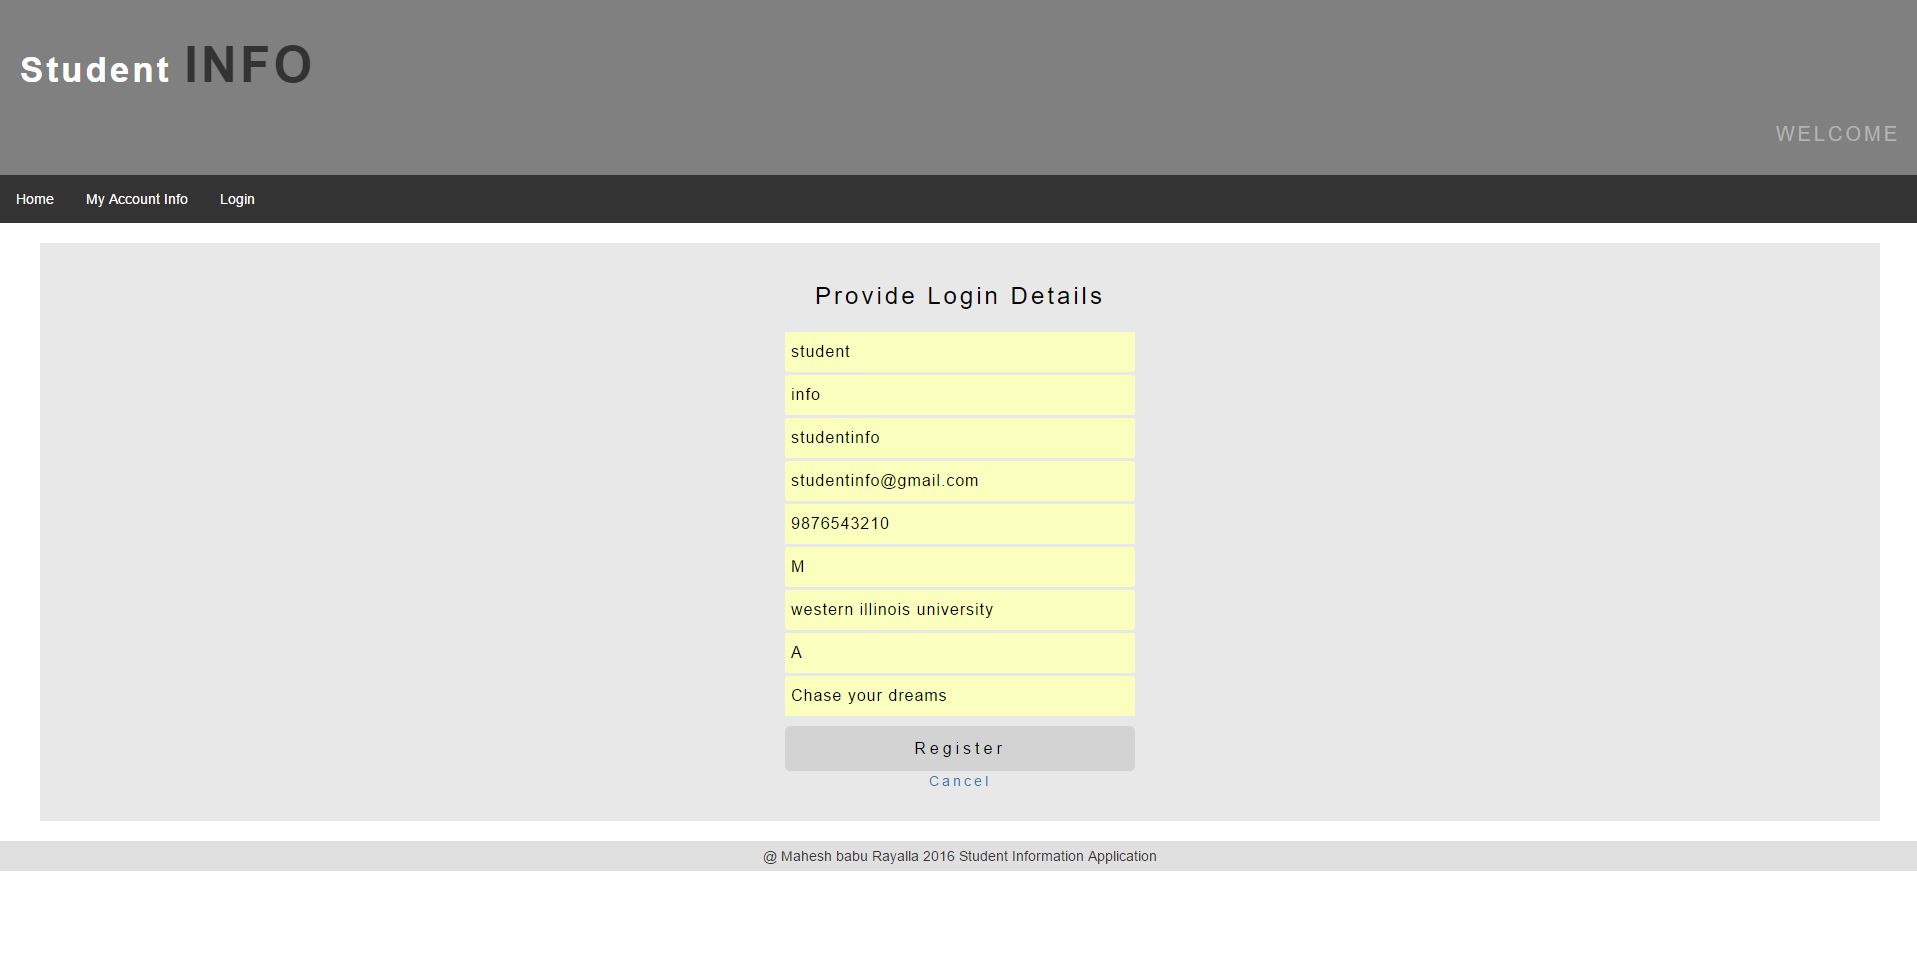 Student INFO
WELCOME
Home My Account Info Login
Provide Login Details
student
info
studentinfo
studentinfo@gmail.com
9876543210
M
western illinois university
A
Chase your dreams
Register
Cancel
@ Mahesh babu Rayalla 2016 Student Information Application